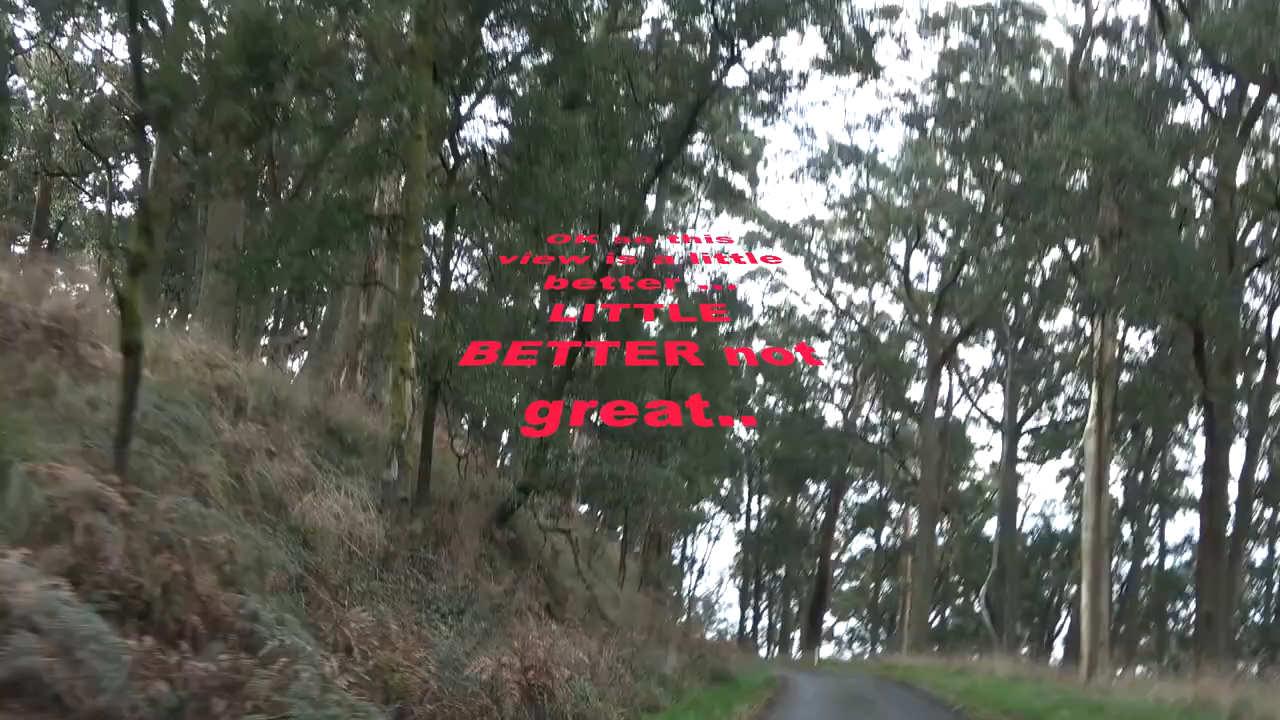 OK so this
view is a little
better ...
LITTLE
BETTER not
great..